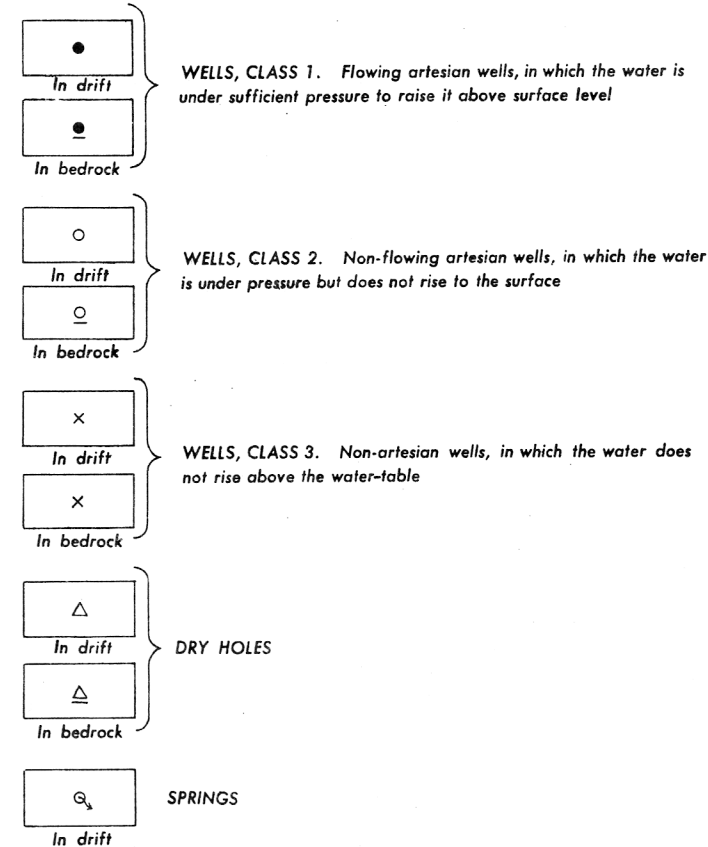 In drift
WELLS, CLASS 1. Flowing artesian wells, in which the water is
under sufficient pressure to raise it above surface level
In bedrock
In drift
WELLS, CLASS 2. Non-flowing artesian wells, in which the water
is under pressure but does not rise to the surface
In bedrock
In drift
WELLS, CLASS 3. Non-artesian wells, in which the water does
not rise above the water-table
In bedrock
In drift
DRY HOLES
In bedrock
SPRINGS
In drift